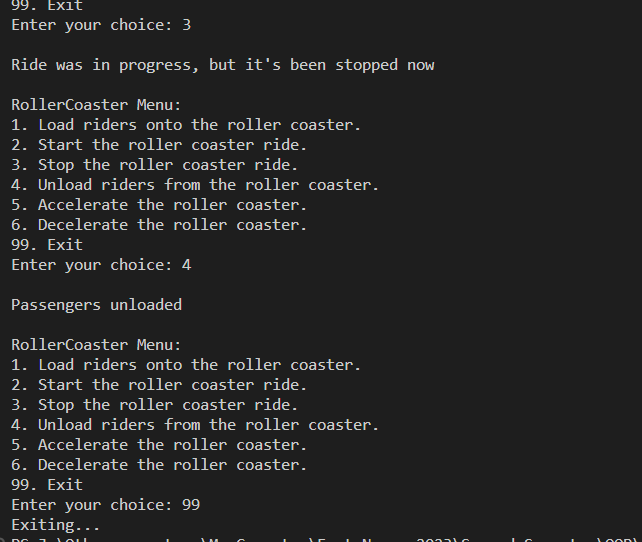 99. Exit
Enter your choice: 3
Ride was in progress, but it's been stopped now
RollerCoaster Menu:
1. Load riders onto the roller coaster.
2. Start the roller coaster ride.
3. Stop the roller coaster ride.
4. Unload riders from the roller coaster.
5. Accelerate the roller coaster.
6. Decelerate the roller coaster.
99. Exit
Enter your choice: 4
Passengers unloaded
RollerCoaster Menu:
1. Load riders onto the roller coaster.
2. Start the roller coaster ride.
3. Stop the roller coaster ride.
4. Unload riders from the roller coaster.
5. Accelerate the roller coaster.
6. Decelerate the roller coaster.
99. Exit
Enter your choice: 99
Exiting...